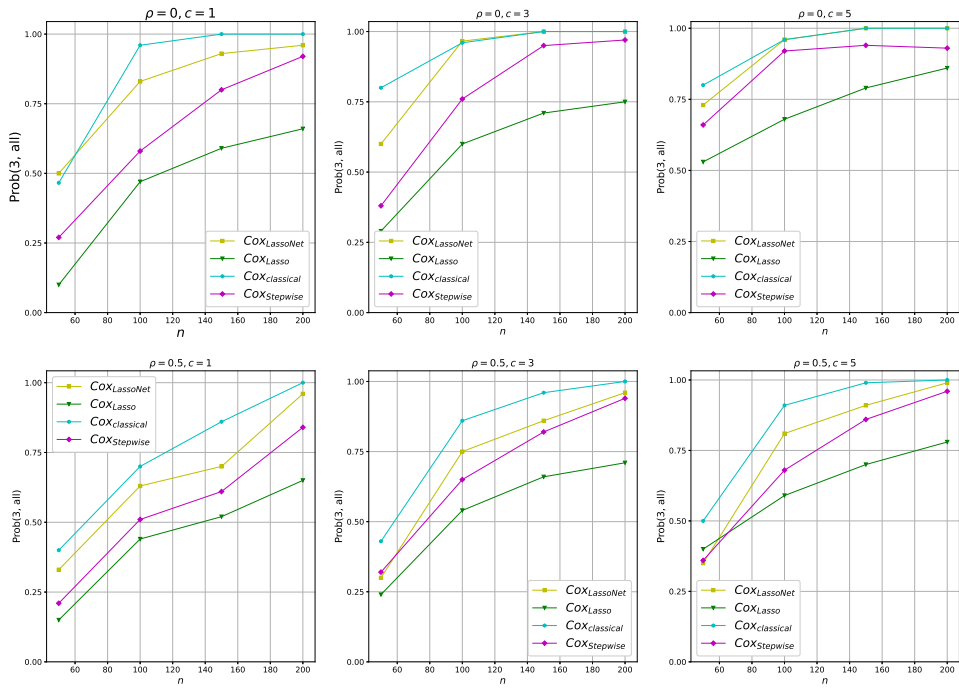 ρ = 0, c = 1
Prob(3, all)
1.00
0.75
0.50
0.25
0.00
Cox_LassoNet
Cox_Lasso
Cox_classical
Cox_Stepwise
60 80 100 120 140 160 180 200
n
ρ = 0, c = 3
Prob(3, all)
1.00
0.75
0.50
0.25
0.00
Cox_LassoNet
Cox_Lasso
Cox_classical
Cox_Stepwise
60 80 100 120 140 160 180 200
n
ρ = 0, c = 5
Prob(3, all)
1.00
0.75
0.50
0.25
0.00
Cox_LassoNet
Cox_Lasso
Cox_classical
Cox_Stepwise
60 80 100 120 140 160 180 200
n
ρ = 0.5, c = 1
Prob(3, all)
1.00
0.75
0.50
0.25
0.00
Cox_LassoNet
Cox_Lasso
Cox_classical
Cox_Stepwise
60 80 100 120 140 160 180 200
n
ρ = 0.5, c = 3
Prob(3, all)
1.00
0.75
0.50
0.25
0.00
Cox_LassoNet
Cox_Lasso
Cox_classical
Cox_Stepwise
60 80 100 120 140 160 180 200
n
ρ = 0.5, c = 5
Prob(3, all)
1.00
0.75
0.50
0.25
0.00
Cox_LassoNet
Cox_Lasso
Cox_classical
Cox_Stepwise
60 80 100 120 140 160 180 200
n